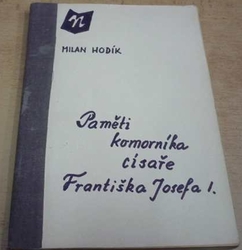 n
MILAN HODÍK
Paměti
komorníka
císaře
Františka Josefa I.